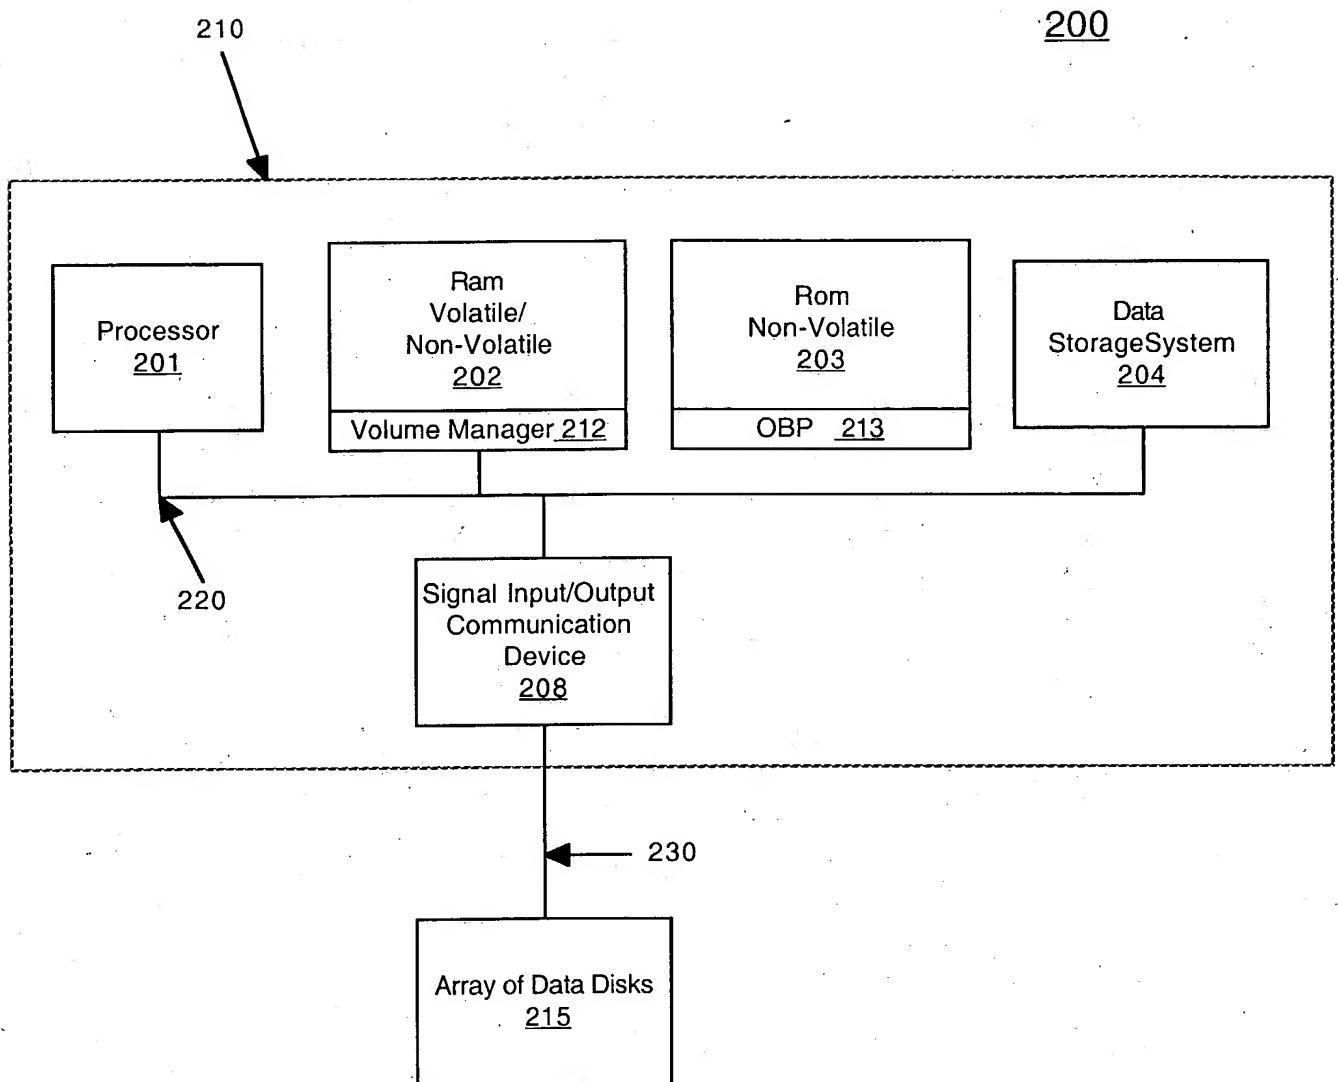 210
200
Processor
201
Ram
Volatile/
Non-Volatile
202
Volume Manager 212
Rom
Non-Volatile
203
OBP 213
Data
StorageSystem
204
220
Signal Input/Output
Communication
Device
208
230
Array of Data Disks
215